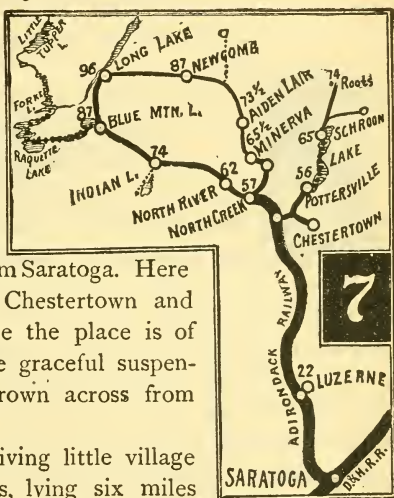 LITTLE
TUPPER
L.
96
LONG LAKE
87
NEWCOMB
73½
AIDEN LAIR
65½
MINERVA
74
Roots
FORKED
L.
87
BLUE MTN. L.
RAQUETTE
LAKE
65
SCHROON
LAKE
74
INDIAN L.
62
NORTH RIVER
57
NORTH CREEK
56
POTTERSVILLE
CHESTERTOWN
m Saratoga. Here
Chestertown and
e the place is of
e graceful suspen-
rown across from
iving little village
s, lying six miles
7
ADIRONDACK RAILWAY
22
LUZERNE
SARATOGA
D.&H.R.R.